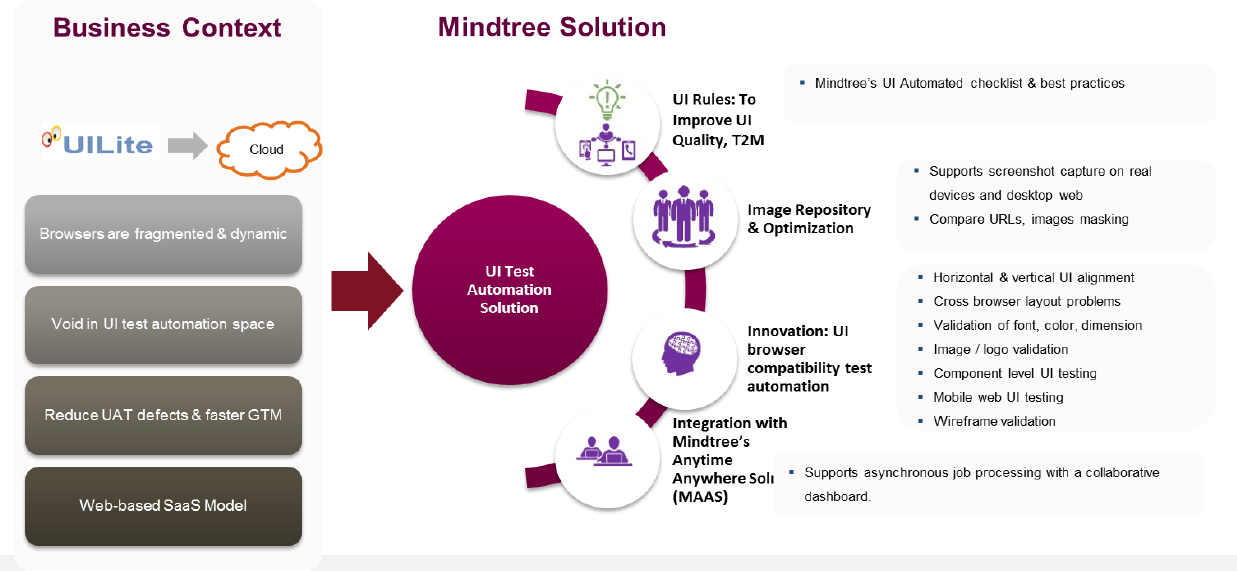 Business Context
UILite
Cloud
Browsers are fragmented & dynamic
Void in UI test automation space
Reduce UAT defects & faster GTM
Web-based SaaS Model
Mindtree Solution
UI Test
Automation
Solution
UI Rules: To
Improve UI
Quality, T2M
▪ Mindtree's UI Automated checklist & best practices
Image Repository
& Optimization
▪ Supports screenshot capture on real
devices and desktop web
▪ Compare URLs, images masking
Innovation: UI
browser
compatibility test
automation
▪ Horizontal & vertical UI alignment
▪ Cross browser layout problems
▪ Validation of font, color, dimension
▪ Image / logo validation
▪ Component level UI testing
▪ Mobile web UI testing
▪ Wireframe validation
Integration with
Mindtree's
Anytime
Anywhere
(MAAS)
▪ Supports asynchronous job processing with a collaborative
dashboard.